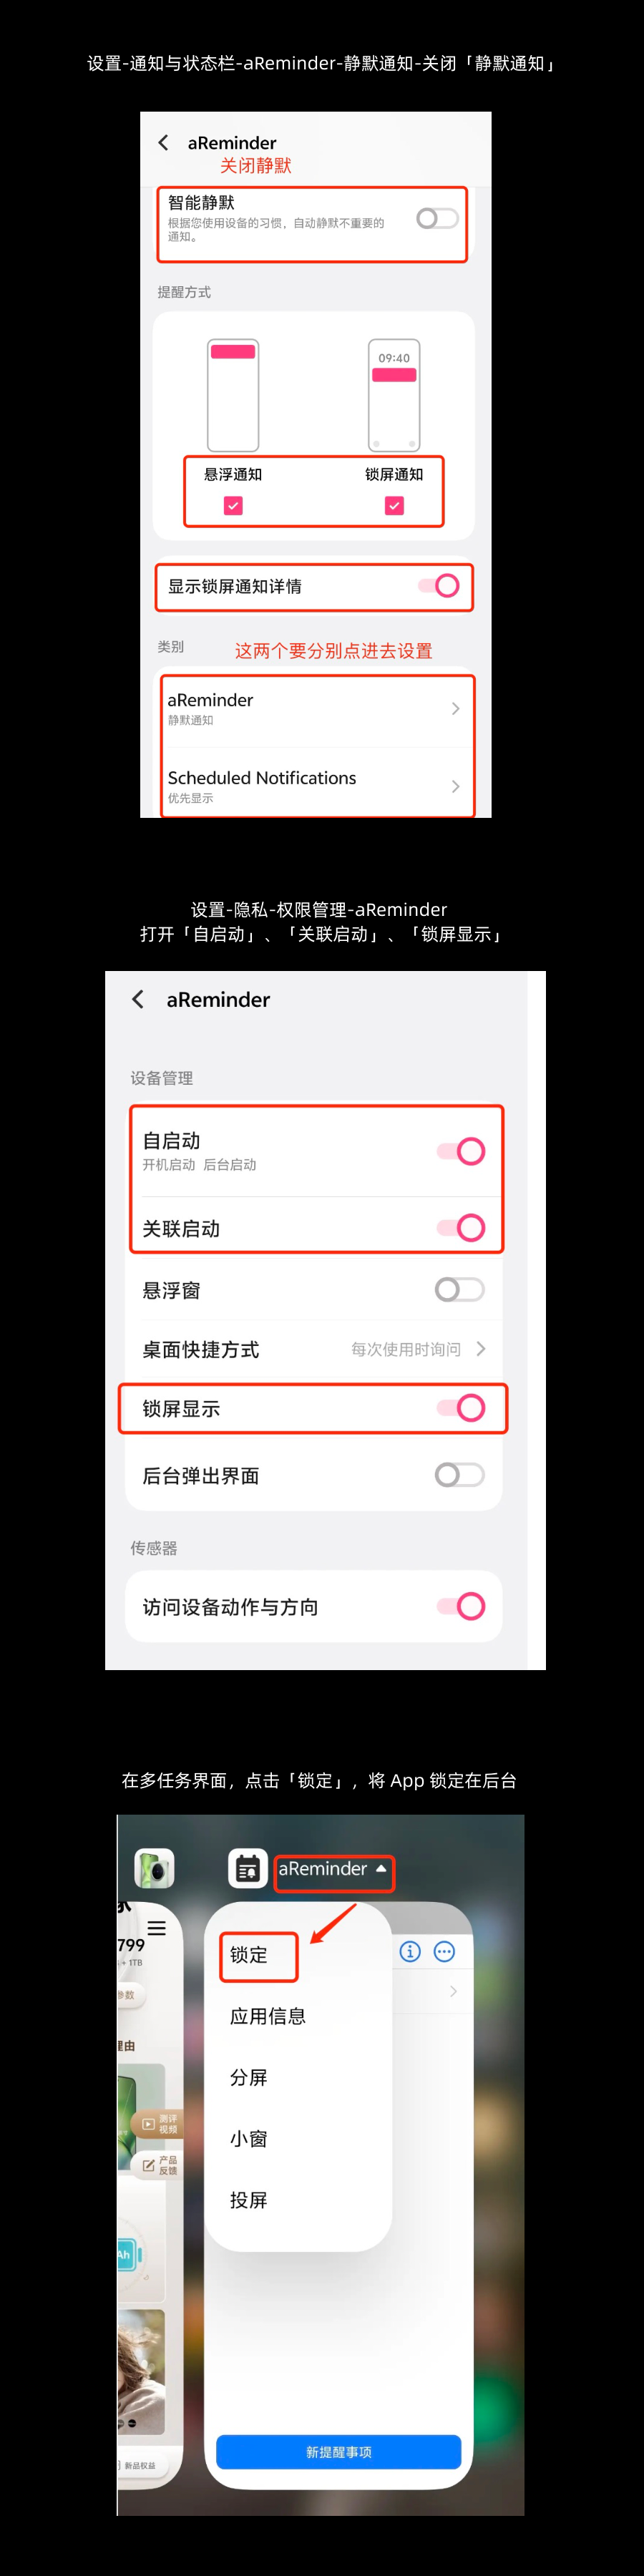 设置-通知与状态栏-aReminder-静默通知-关闭「静默通知」
aReminder
关闭静默
智能静默
根据您使用设备的习惯，自动静默不重要的
通知。
提醒方式
09:40
悬浮通知
锁屏通知
显示锁屏通知详情
类别
这两个要分别点进去设置
aReminder
静默通知
Scheduled Notifications
优先显示
设置-隐私-权限管理-aReminder
打开「自启动」、「关联启动」、「锁屏显示」
aReminder
设备管理
自启动
开机启动 后台启动
关联启动
悬浮窗
桌面快捷方式
每次使用时询问
锁屏显示
后台弹出界面
传感器
访问设备动作与方向
在多任务界面，点击「锁定」，将 App 锁定在后台
aReminder
799
+ 1TB
参数
理由
测评
视频
产品
反馈
Ah
新品权益
锁定
应用信息
分屏
小窗
投屏
新提醒事项